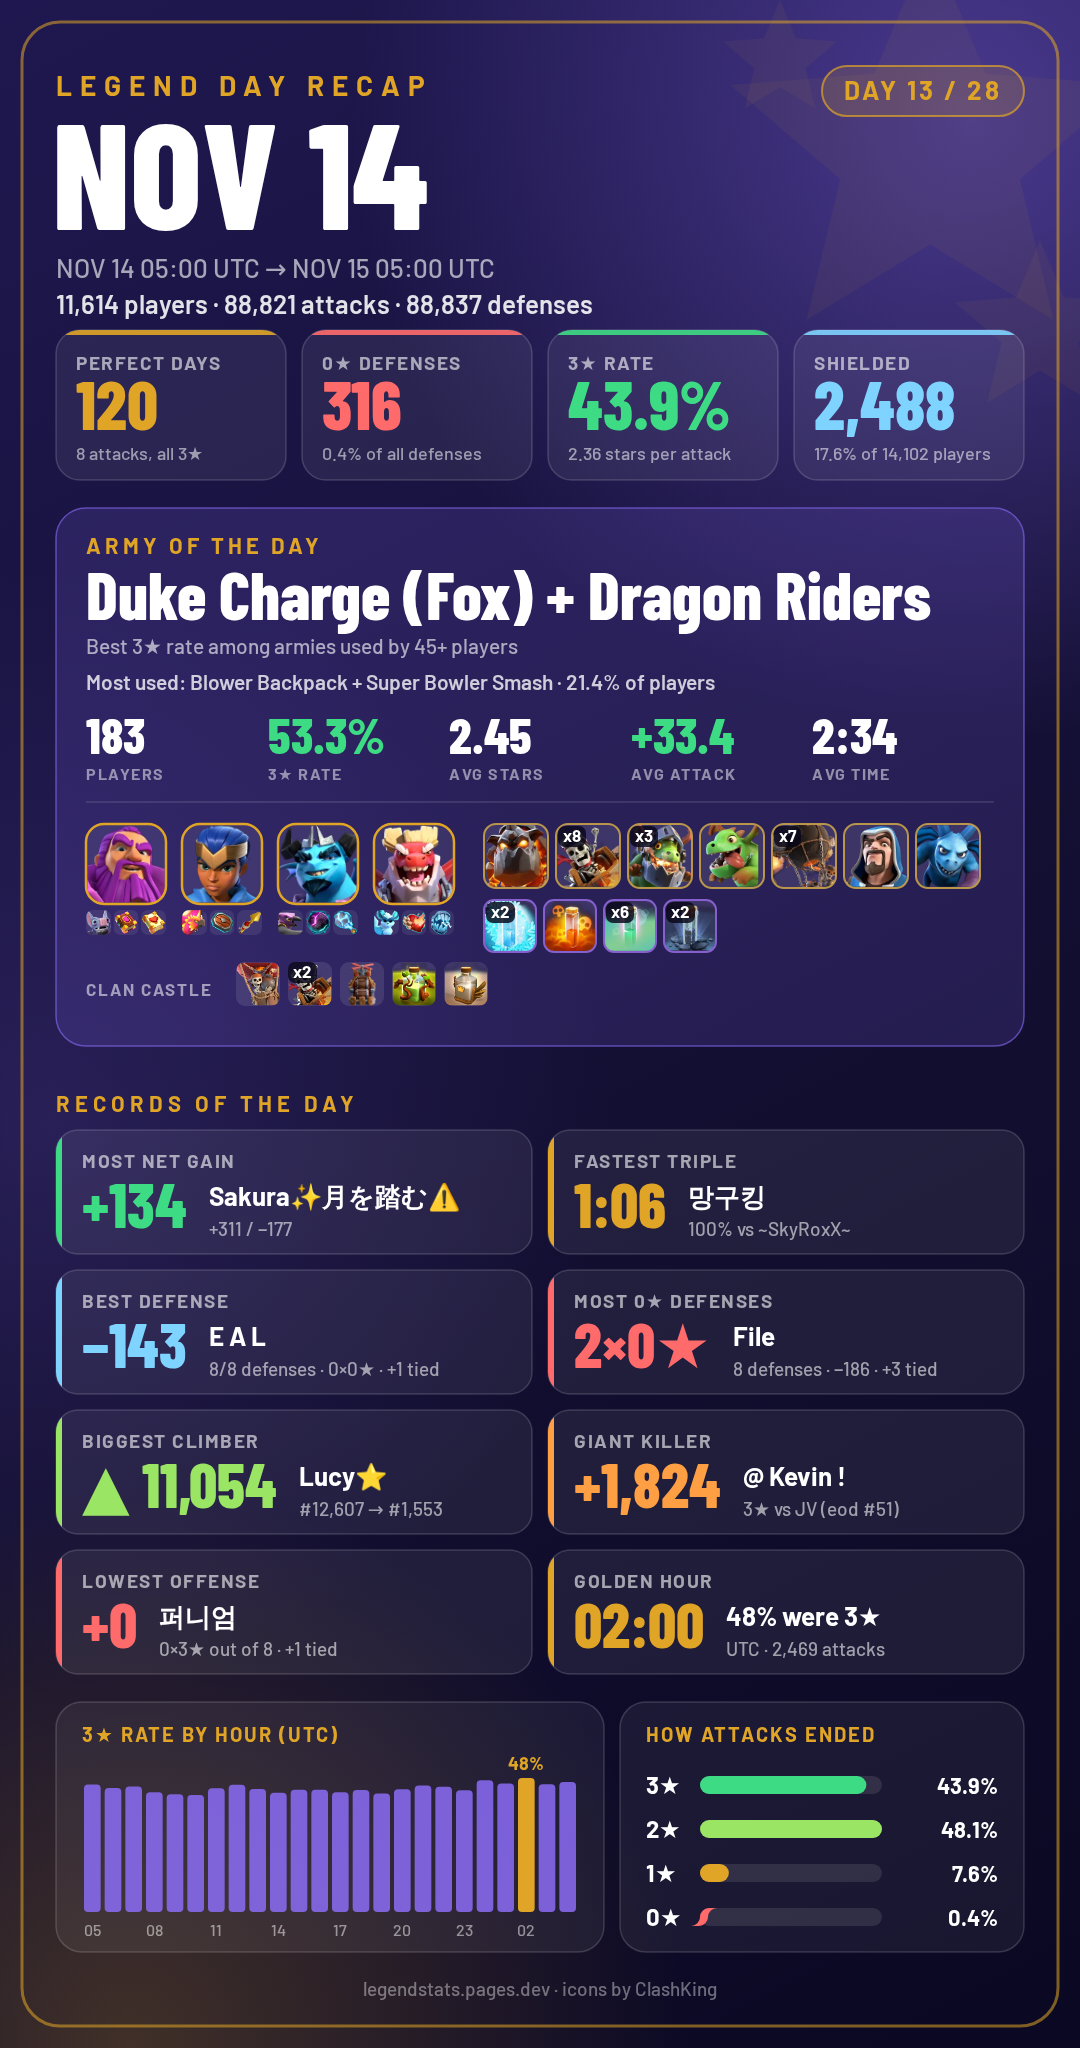 LEGEND DAY RECAP
DAY 13 / 28
NOV 14
NOV 14 05:00 UTC → NOV 15 05:00 UTC
11,614 players · 88,821 attacks · 88,837 defenses
PERFECT DAYS
120
8 attacks, all 3★
0★ DEFENSES
316
0.4% of all defenses
3★ RATE
43.9%
2.36 stars per attack
SHIELDED
2,488
17.6% of 14,102 players
ARMY OF THE DAY
Duke Charge (Fox) + Dragon Riders
Best 3★ rate among armies used by 45+ players
Most used: Blower Backpack + Super Bowler Smash · 21.4% of players
183
PLAYERS
53.3%
3★ RATE
2.45
AVG STARS
+33.4
AVG ATTACK
2:34
AVG TIME
x8 x3 x7
x2 x6 x2
CLAN CASTLE
x2
RECORDS OF THE DAY
MOST NET GAIN
+134 Sakura✨月を踏む⚠️
+311 / −177
FASTEST TRIPLE
1:06 망구킹
100% vs ~SkyRoxX~
BEST DEFENSE
−143 E A L
8/8 defenses · 0×0★ · +1 tied
MOST 0★ DEFENSES
2×0★ File
8 defenses · −186 · +3 tied
BIGGEST CLIMBER
▲ 11,054 Lucy⭐
#12,607 → #1,553
GIANT KILLER
+1,824 @ Kevin !
3★ vs JV (eod #51)
LOWEST OFFENSE
+0 퍼니엄
0×3★ out of 8 · +1 tied
GOLDEN HOUR
02:00 48% were 3★
UTC · 2,469 attacks
3★ RATE BY HOUR (UTC)
48%
05 08 11 14 17 20 23 02
HOW ATTACKS ENDED
3★ 43.9%
2★ 48.1%
1★ 7.6%
0★ 0.4%
legendstats.pages.dev · icons by ClashKing